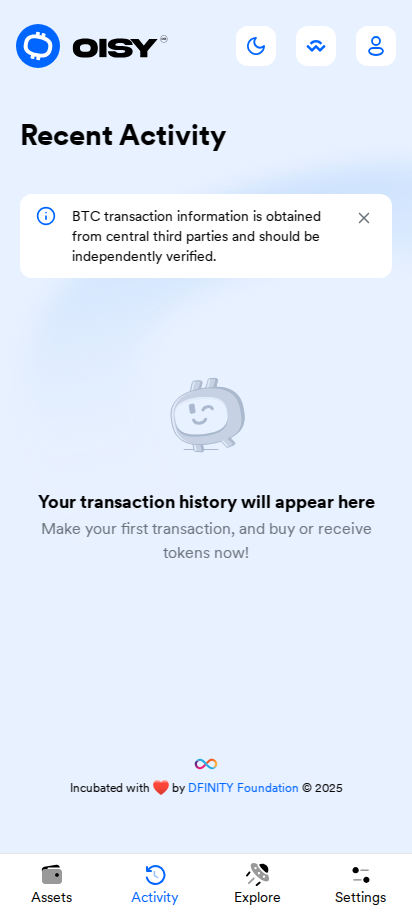 OISY
Recent Activity
BTC transaction information is obtained
from central third parties and should be
independently verified.
Your transaction history will appear here
Make your first transaction, and buy or receive
tokens now!
Incubated with ❤️ by DFINITY Foundation © 2025
Assets
Activity
Explore
Settings